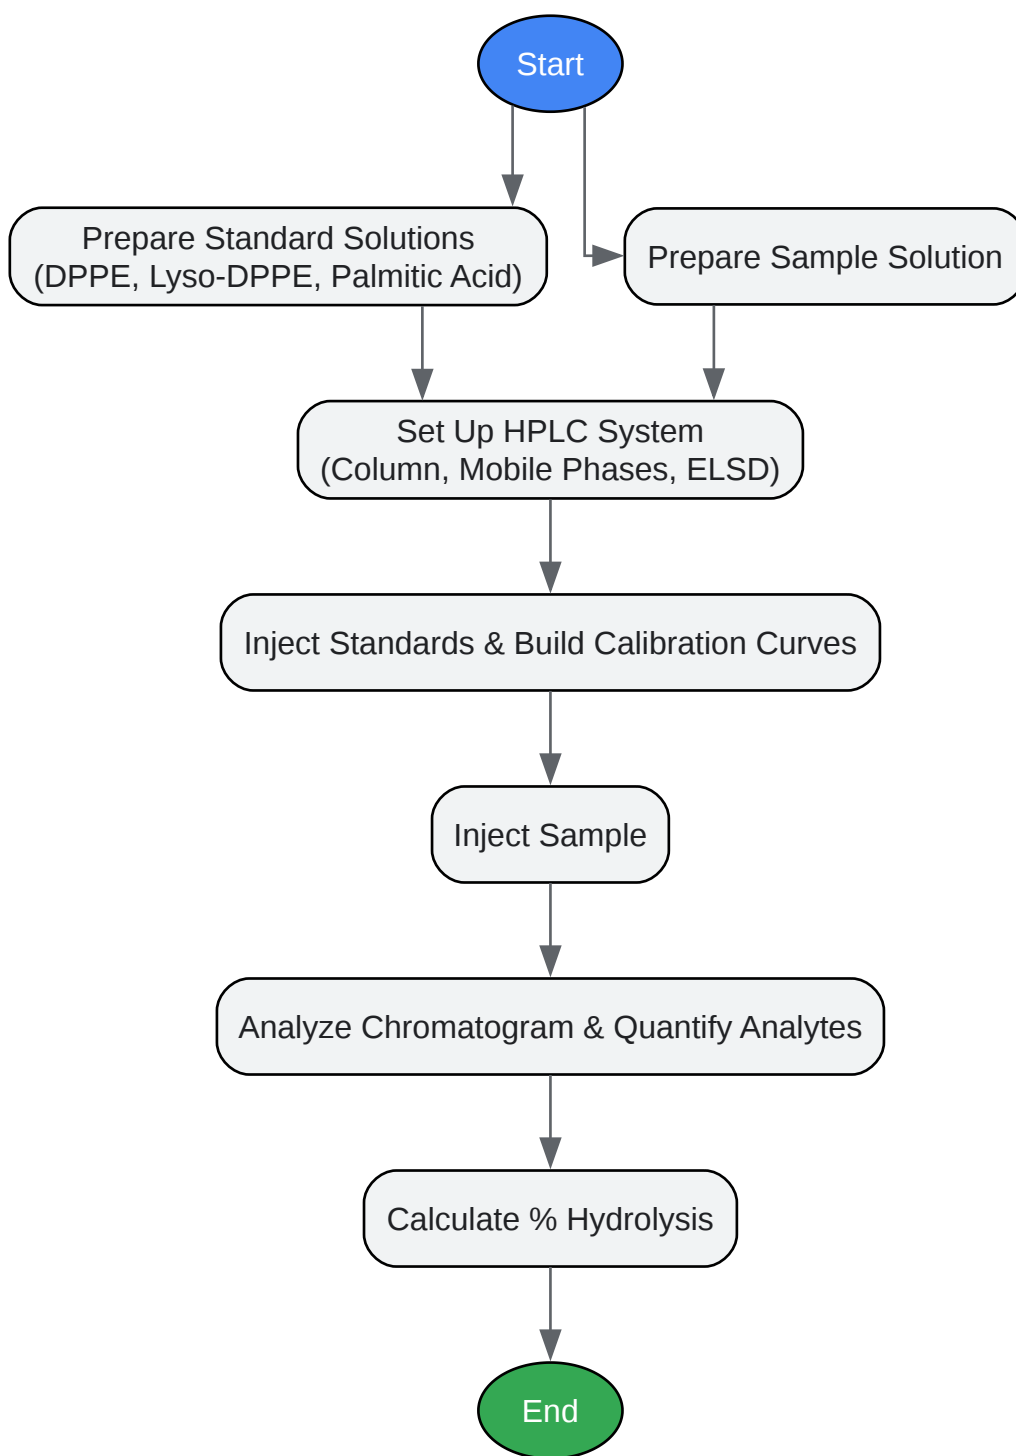 Start
Prepare Standard Solutions
(DPPE, Lyso-DPPE, Palmitic Acid)
Prepare Sample Solution
Set Up HPLC System
(Column, Mobile Phases, ELSD)
Inject Standards & Build Calibration Curves
Inject Sample
Analyze Chromatogram & Quantify Analytes
Calculate % Hydrolysis
End